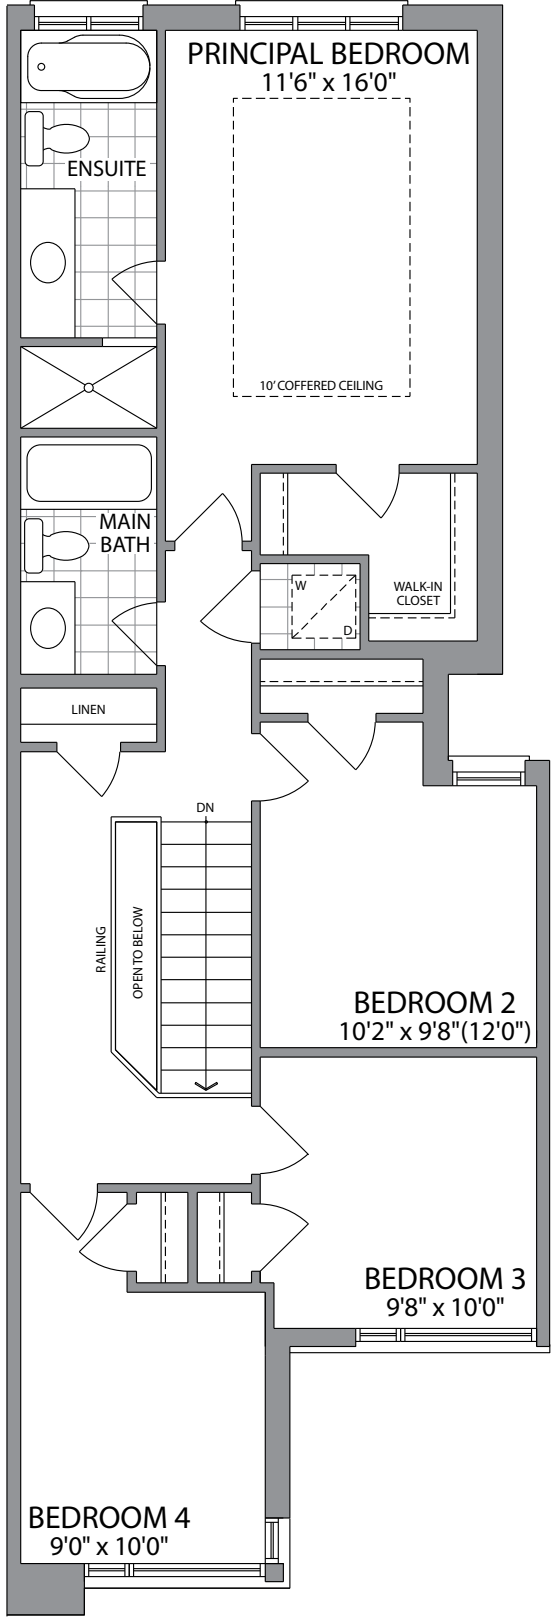 PRINCIPAL BEDROOM
11'6" x 16'0"
ENSUITE
10' COFFERED CEILING
MAIN
BATH
W
D
WALK-IN
CLOSET
LINEN
DN
RAILING
OPEN TO BELOW
BEDROOM 2
10'2" x 9'8"(12'0")
BEDROOM 3
9'8" x 10'0"
BEDROOM 4
9'0" x 10'0"